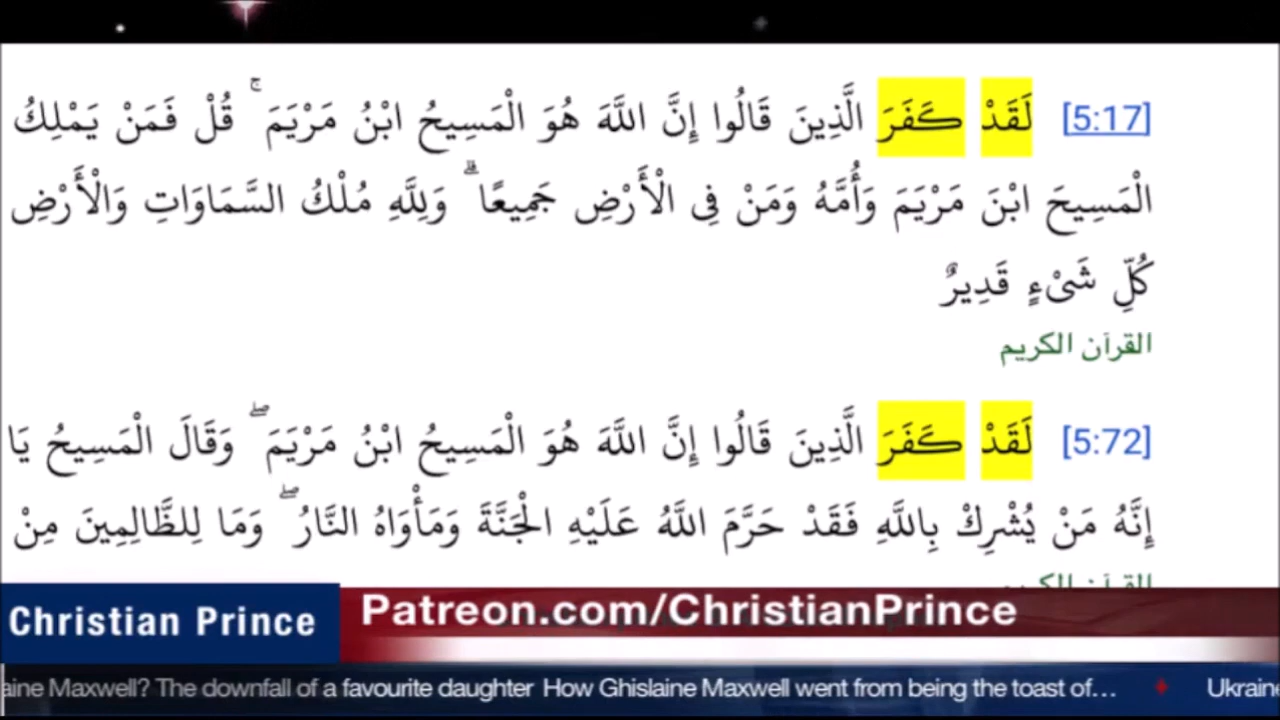 [5:17] لَقَدْ كَفَرَ الَّذِينَ قَالُوا إِنَّ اللَّهَ هُوَ الْمَسِيحُ ابْنُ مَرْيَمَ ۚ قُلْ فَمَنْ يَمْلِكُ
الْمَسِيحَ ابْنَ مَرْيَمَ وَأُمَّهُ وَمَنْ فِي الْأَرْضِ جَمِيعًا ۗ وَلِلَّهِ مُلْكُ السَّمَاوَاتِ وَالْأَرْضِ
كُلِّ شَيْءٍ قَدِيرٌ
القرآن الكريم
[5:72] لَقَدْ كَفَرَ الَّذِينَ قَالُوا إِنَّ اللَّهَ هُوَ الْمَسِيحُ ابْنُ مَرْيَمَ ۖ وَقَالَ الْمَسِيحُ يَا
إِنَّهُ مَنْ يُشْرِكْ بِاللَّهِ فَقَدْ حَرَّمَ اللَّهُ عَلَيْهِ الْجَنَّةَ وَمَأْوَاهُ النَّارُ ۖ وَمَا لِلظَّالِمِينَ مِنْ
القرآن الكريم
Christian Prince
Patreon.com/ChristianPrince
aine Maxwell? The downfall of a favourite daughter How Ghislaine Maxwell went from being the toast of… Ukraine